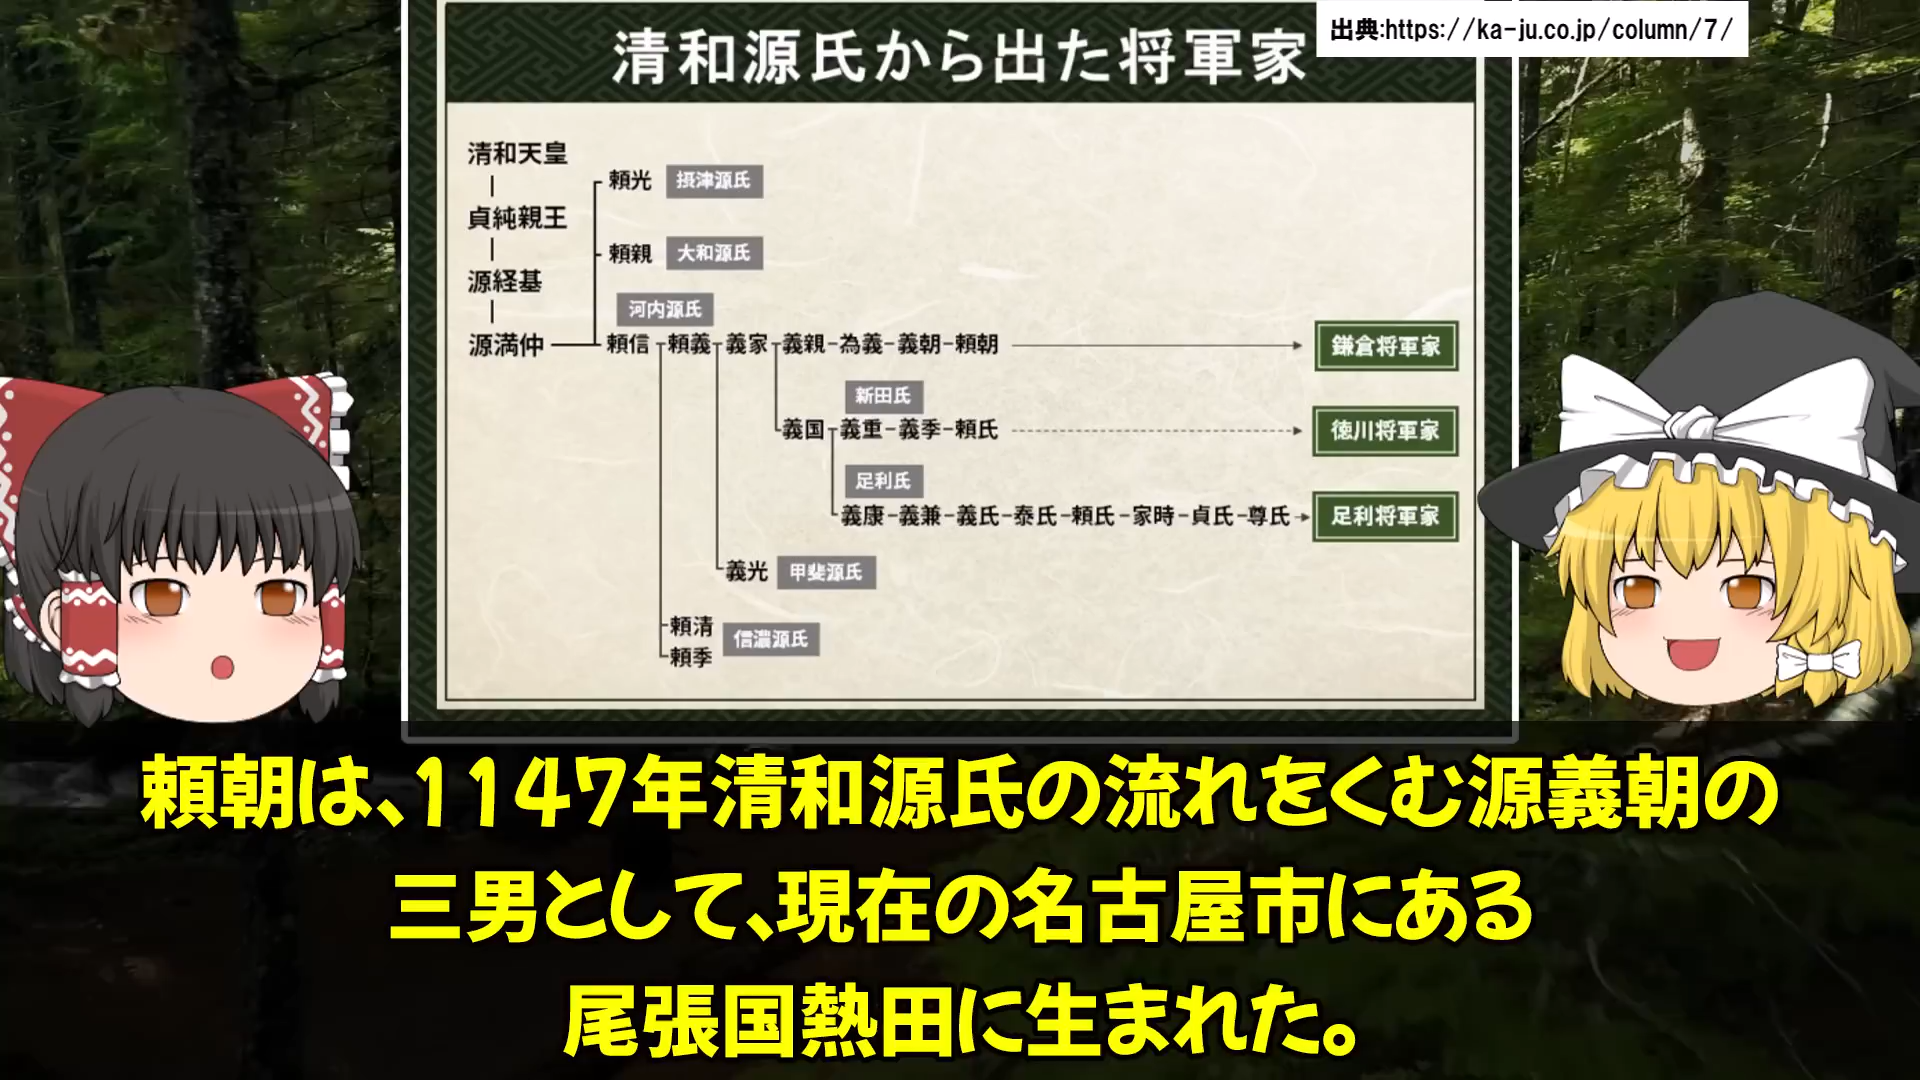 清和源氏から出た将軍家
出典:https://ka-ju.co.jp/column/7/
清和天皇
貞純親王
源経基
源満仲
頼光 摂津源氏
頼親 大和源氏
河内源氏
頼信 頼義 義家 義親 為義 義朝 頼朝 鎌倉将軍家
新田氏
義国 義重 義季 頼氏 徳川将軍家
足利氏
義康 義兼 義氏 泰氏 頼氏 家時 貞氏 尊氏 足利将軍家
義光 甲斐源氏
頼清
信濃源氏
頼季
頼朝は、1147年清和源氏の流れをくむ源義朝の
三男として、現在の名古屋市にある
尾張国熱田に生まれた。